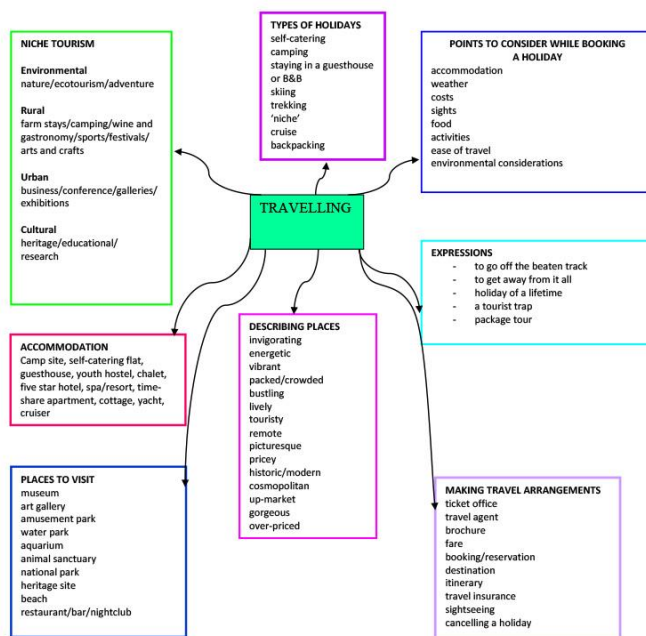 NICHE TOURISM
Environmental
nature/ecotourism/adventure
Rural
farm stays/camping/wine and
gastronomy/sports/festivals/
arts and crafts
Urban
business/conference/galleries/
exhibitions
Cultural
heritage/educational/
research
TYPES OF HOLIDAYS
self-catering
camping
staying in a guesthouse
or B&B
skiing
trekking
‘niche’
cruise
backpacking
POINTS TO CONSIDER WHILE BOOKING
A HOLIDAY
accommodation
weather
costs
sights
food
activities
ease of travel
environmental considerations
TRAVELLING
EXPRESSIONS
- to go off the beaten track
- to get away from it all
- holiday of a lifetime
- a tourist trap
- package tour
ACCOMMODATION
Camp site, self-catering flat,
guesthouse, youth hostel, chalet,
five star hotel, spa/resort, time-
share apartment, cottage, yacht,
cruiser
DESCRIBING PLACES
invigorating
energetic
vibrant
packed/crowded
bustling
lively
touristy
remote
picturesque
pricey
historic/modern
cosmopolitan
up-market
gorgeous
over-priced
PLACES TO VISIT
museum
art gallery
amusement park
water park
aquarium
animal sanctuary
national park
heritage site
beach
restaurant/bar/nightclub
MAKING TRAVEL ARRANGEMENTS
ticket office
travel agent
brochure
fare
booking/reservation
destination
itinerary
travel insurance
sightseeing
cancelling a holiday